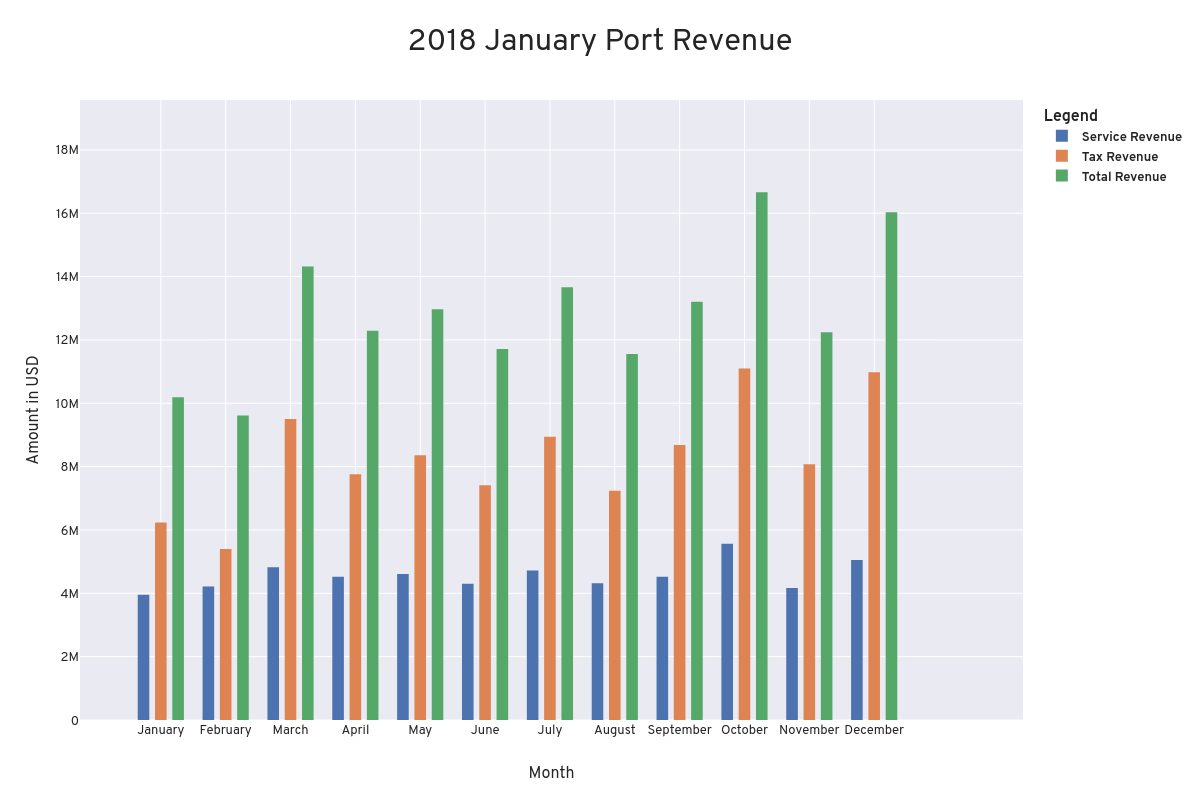 2018 January Port Revenue
Legend
Service Revenue
Tax Revenue
Total Revenue
Amount in USD
18M
16M
14M
12M
10M
8M
6M
4M
2M
0
January February March April May June July August September October November December
Month